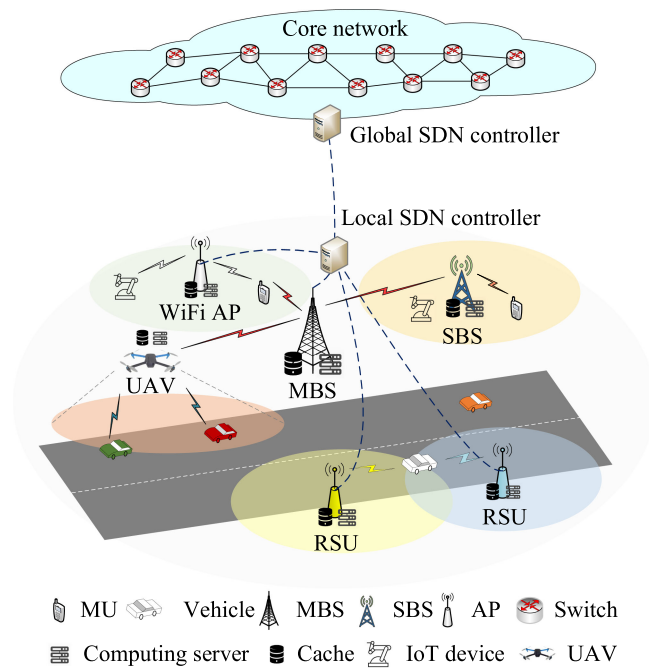 Core network
Global SDN controller
Local SDN controller
WiFi AP
SBS
UAV
MBS
RSU
RSU
MU Vehicle MBS SBS AP Switch
Computing server Cache IoT device UAV